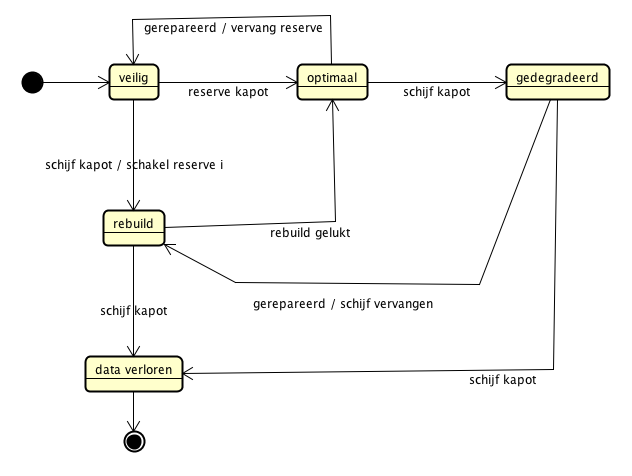 gerepareerd / vervang reserve
veilig
optimaal
gedegradeerd
reserve kapot
schijf kapot
schijf kapot / schakel reserve i
rebuild
rebuild gelukt
gerepareerd / schijf vervangen
schijf kapot
data verloren
schijf kapot